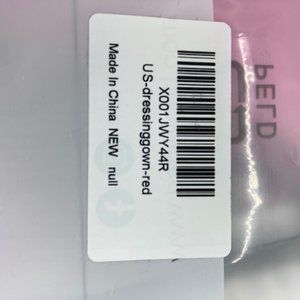 X001JWY44R
US-dressinggown-red
Made In China NEW null